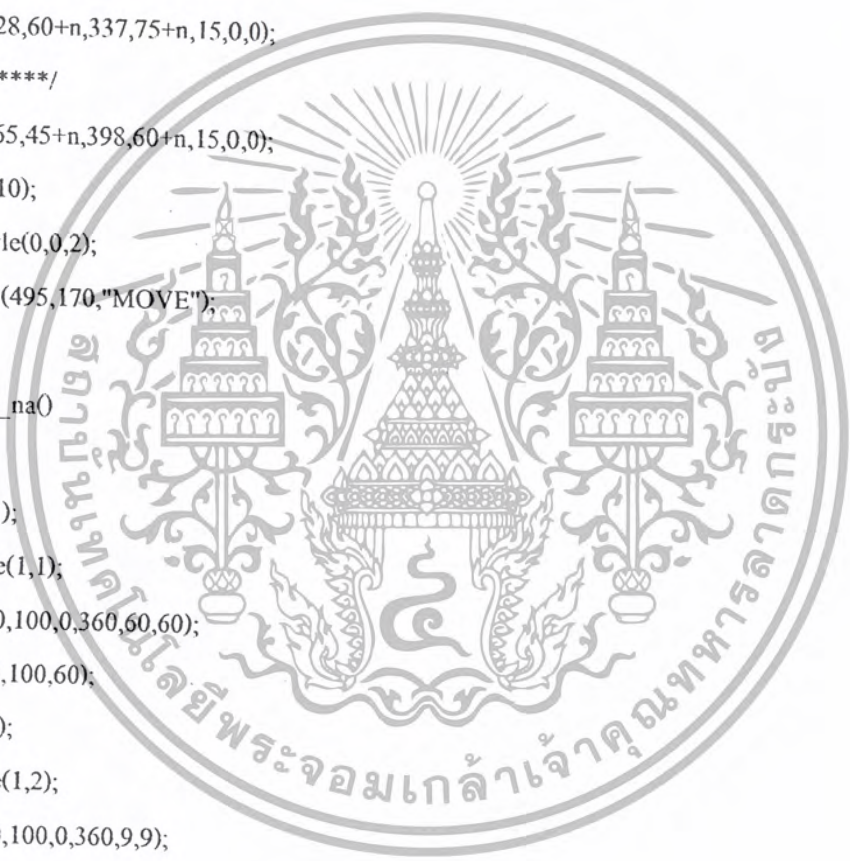 28,60+n,337,75+n,15,0,0);
****/
65,45+n,398,60+n,15,0,0);
10);
le(0,0,2);
(495,170,"MOVE");
_na()
);
e(1,1);
0,100,0,360,60,60);
,100,60);
);
e(1,2);
,100,0,360,9,9);
สถาบันเทคโนโลยีพระจอมเกล้าเจ้าคุณทหารลาดกระบัง